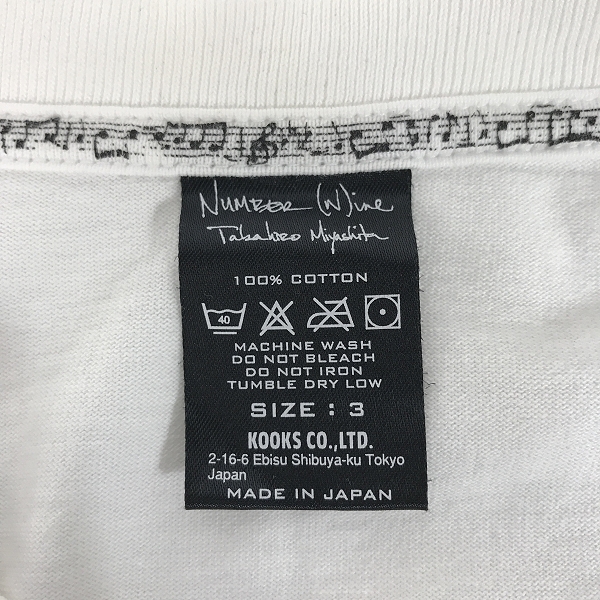 NUMBER (N)ine
Takahiro Miyashita
100% COTTON
40
MACHINE WASH
DO NOT BLEACH
DO NOT IRON
TUMBLE DRY LOW
SIZE : 3
KOOKS CO.,LTD.
2-16-6 Ebisu Shibuya-ku Tokyo
Japan
MADE IN JAPAN